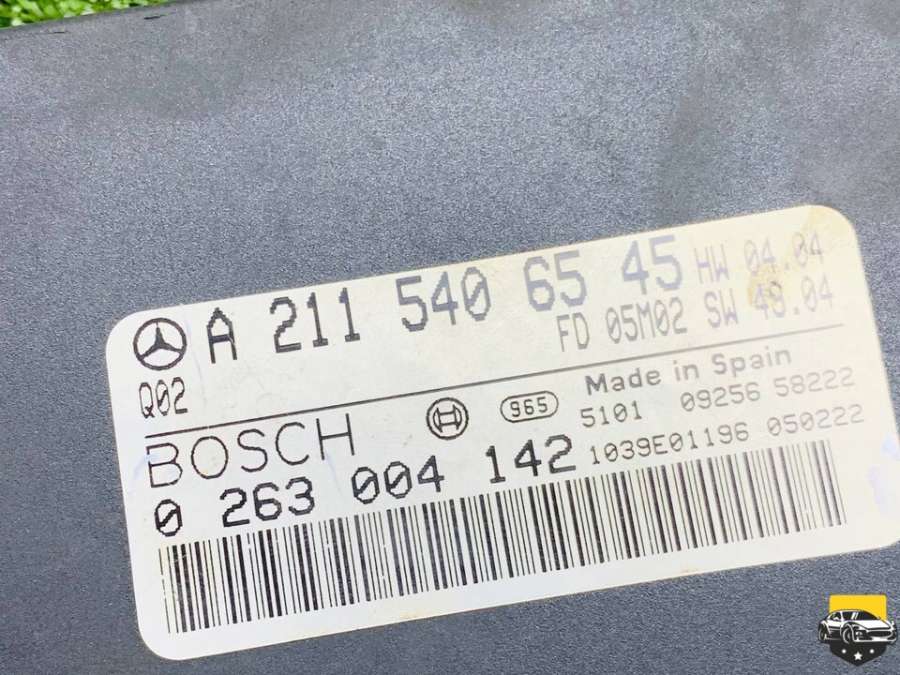 A 211 540 65 45 HW 04.04
FD 05M02 SW 48.04
Q02
Made in Spain
BOSCH 965 5101 09256 58222
0 263 004 142 1039E01196 050222